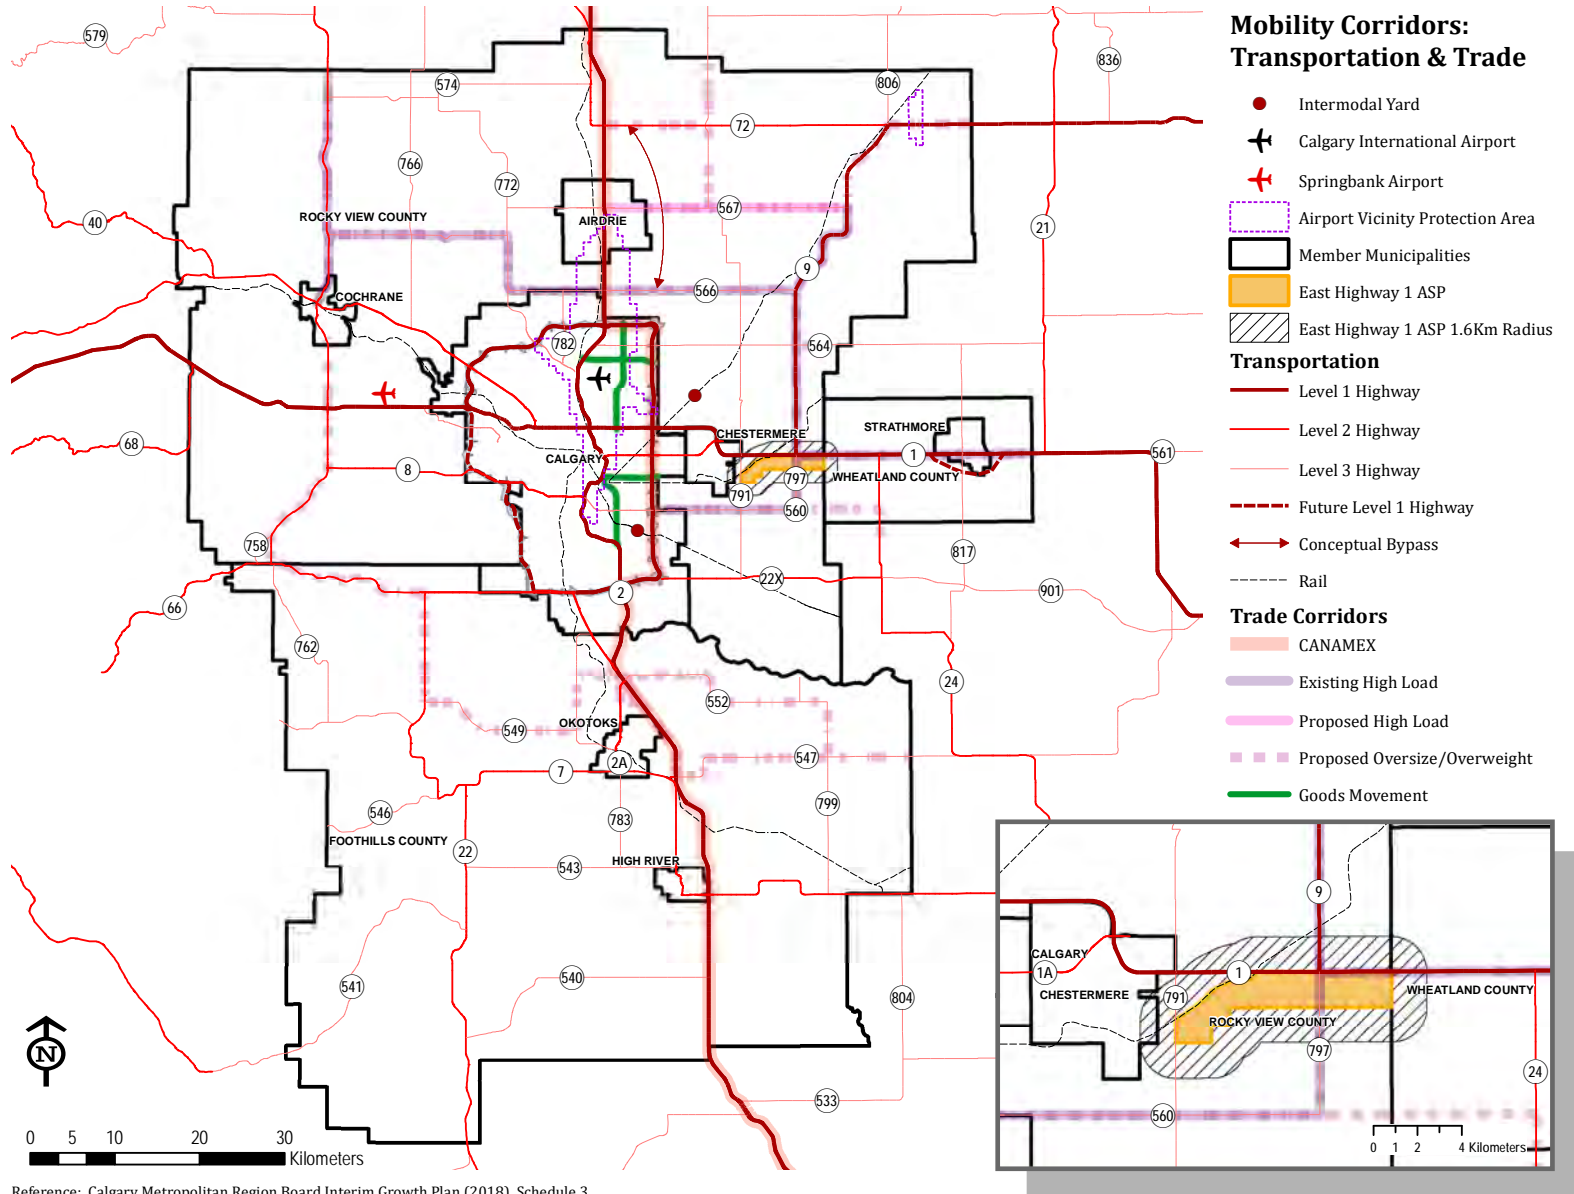 Mobility Corridors:
Transportation & Trade
Intermodal Yard
Calgary International Airport
Springbank Airport
Airport Vicinity Protection Area
Member Municipalities
East Highway 1 ASP
East Highway 1 ASP 1.6Km Radius
Transportation
Level 1 Highway
Level 2 Highway
Level 3 Highway
Future Level 1 Highway
Conceptual Bypass
Rail
Trade Corridors
CANAMEX
Existing High Load
Proposed High Load
Proposed Oversize/Overweight
Goods Movement
579
574
806
836
72
766
772
40
ROCKY VIEW COUNTY
AIRDRIE
567
21
9
566
COCHRANE
782
564
68
8
CHESTERMERE
STRATHMORE
CALGARY
1
561
791
797
WHEATLAND COUNTY
560
758
817
22X
2
901
66
762
24
552
549
OKOTOKS
2A
7
547
546
783
799
FOOTHILLS COUNTY
22
543
HIGH RIVER
541
540
804
533
N
0 5 10 20 30
Kilometers
9
CALGARY
1A
1
CHESTERMERE
791
WHEATLAND COUNTY
ROCKY VIEW COUNTY
797
24
560
0 1 2 4 Kilometers
Reference: Calgary Metropolitan Region Board Interim Growth Plan (2018), Schedule 3